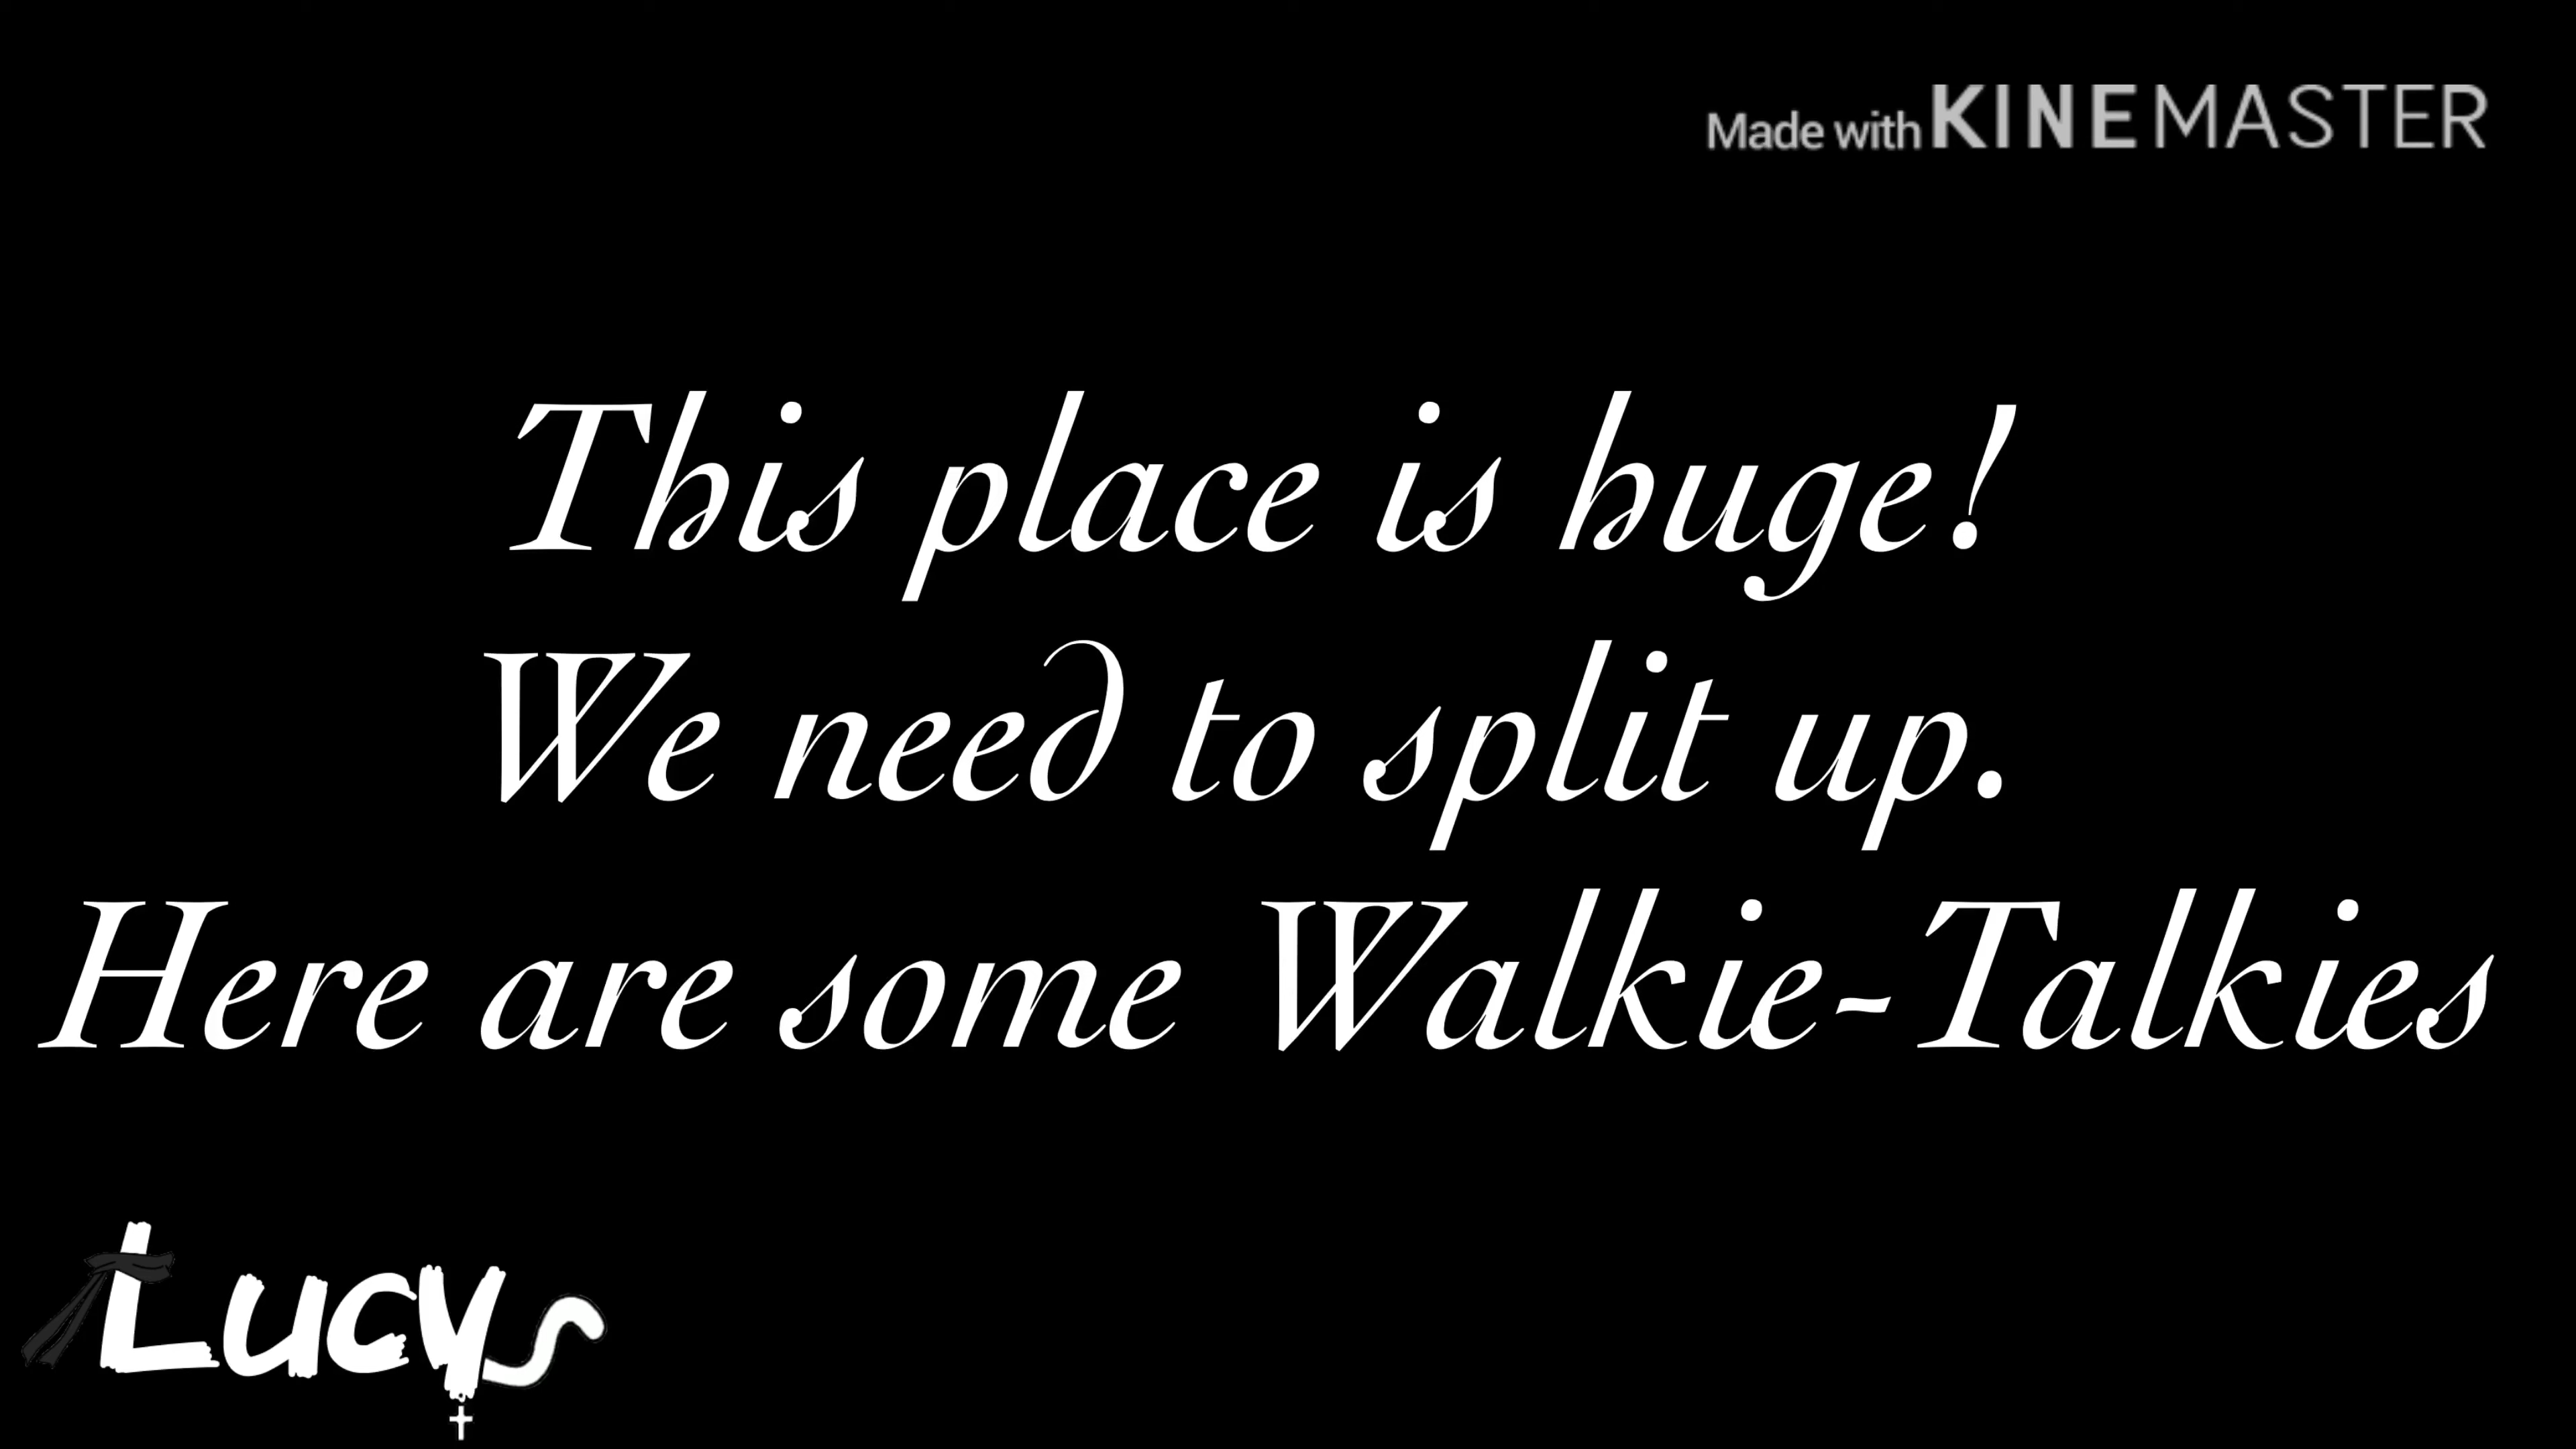 Made with KINEMASTER
This place is huge!
We need to split up.
Here are some Walkie-Talkies
Lucy